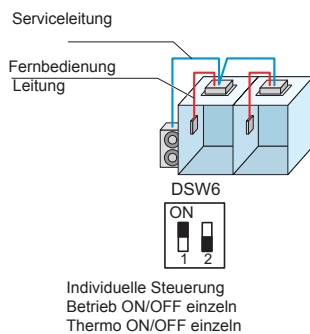 Serviceleitung
Fernbedienung
Leitung
DSW6
ON
1 2
Individuelle Steuerung
Betrieb ON/OFF einzeln
Thermo ON/OFF einzeln